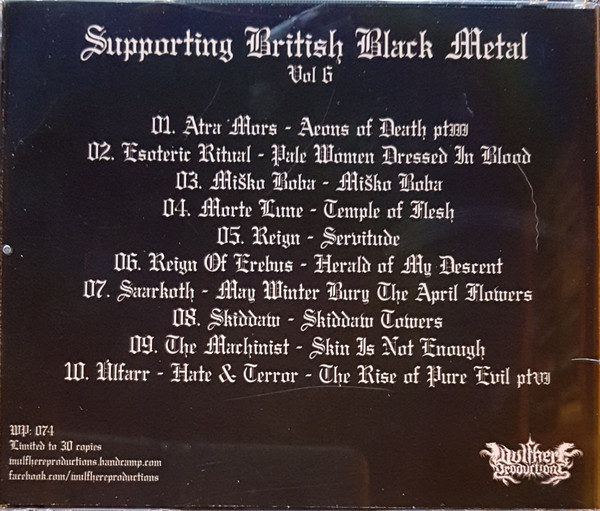 Supporting British Black Metal
Vol 6
01. Atra Mors - Aeons of Death ptIII
02. Esoteric Ritual - Pale Women Dressed In Blood
03. Miško Boba - Miško Boba
04. Morte Lune - Temple of Flesh
05. Reign - Servitude
06. Reign Of Erebus - Herald of My Descent
07. Saarkoth - May Winter Bury The April Flowers
08. Skiddaw - Skiddaw Towers
09. The Machinist - Skin Is Not Enough
10. Úlfarr - Hate & Terror - The Rise of Pure Evil ptVI
WP: 074
Limited to 30 copies
wulfhereproductions.bandcamp.com
facebook.com/wulfhereproductions
Wulfhere
Productions